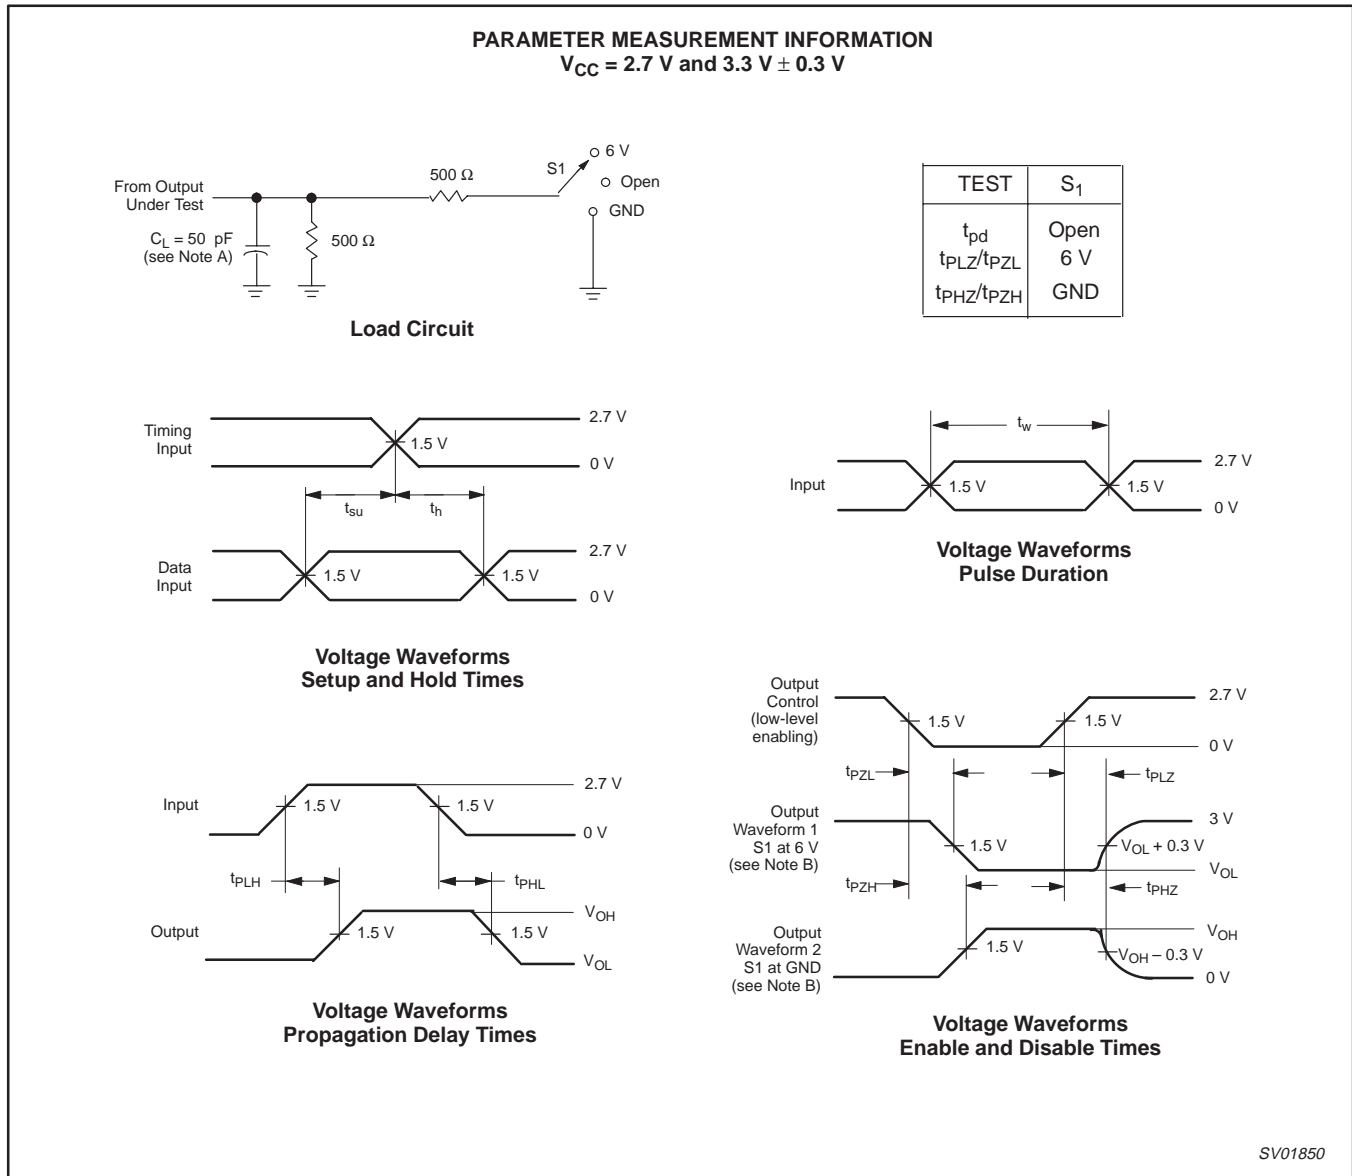 PARAMETER MEASUREMENT INFORMATION
VCC = 2.7 V and 3.3 V ± 0.3 V
From Output
Under Test
CL = 50 pF
(see Note A)
500 Ω
500 Ω
S1
6 V
Open
GND
Load Circuit
TEST S1
tpd Open
tPLZ/tPZL 6 V
tPHZ/tPZH GND
Timing
Input
1.5 V
2.7 V
0 V
tsu
th
Data
Input
1.5 V
1.5 V
2.7 V
0 V
Voltage Waveforms
Setup and Hold Times
tw
Input
1.5 V
1.5 V
2.7 V
0 V
Voltage Waveforms
Pulse Duration
Input
1.5 V
1.5 V
2.7 V
0 V
tPLH
tPHL
Output
1.5 V
1.5 V
VOH
VOL
Voltage Waveforms
Propagation Delay Times
Output
Control
(low-level
enabling)
1.5 V
1.5 V
2.7 V
0 V
tPZL
tPLZ
Output
Waveform 1
S1 at 6 V
(see Note B)
1.5 V
3 V
VOL + 0.3 V
VOL
tPZH
tPHZ
Output
Waveform 2
S1 at GND
(see Note B)
1.5 V
VOH
VOH – 0.3 V
0 V
Voltage Waveforms
Enable and Disable Times
SV01850